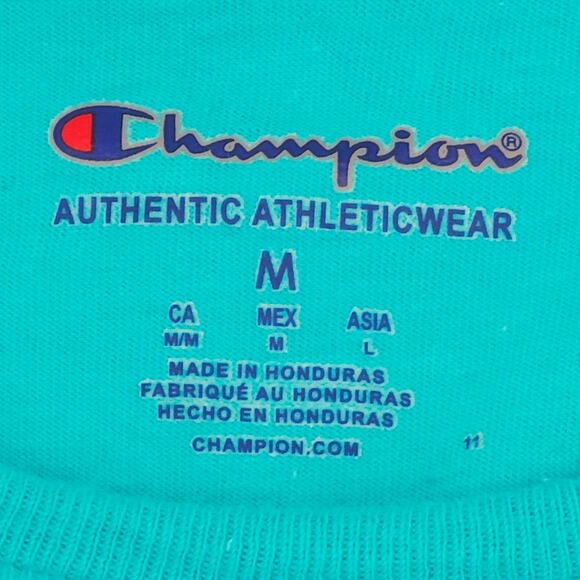 Champion®
AUTHENTIC ATHLETICWEAR
M
CA MEX ASIA
M/M M L
MADE IN HONDURAS
FABRIQUÉ AU HONDURAS
HECHO EN HONDURAS
CHAMPION.COM 11